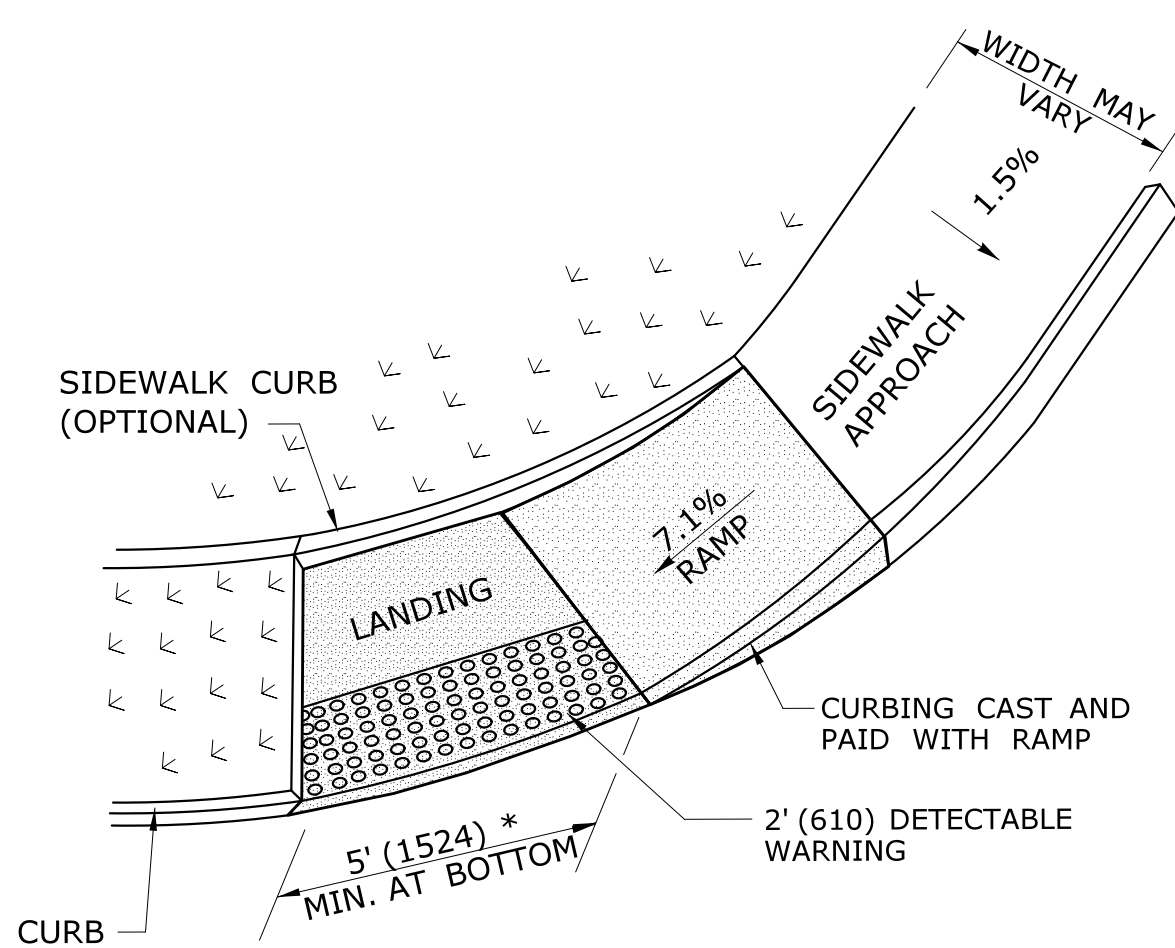 WIDTH MAY
VARY
1.5%
SIDEWALK
APPROACH
SIDEWALK CURB
(OPTIONAL)
7.1%
RAMP
LANDING
CURBING CAST AND
PAID WITH RAMP
2' (610) DETECTABLE
WARNING
5' (1524) *
MIN. AT BOTTOM
CURB